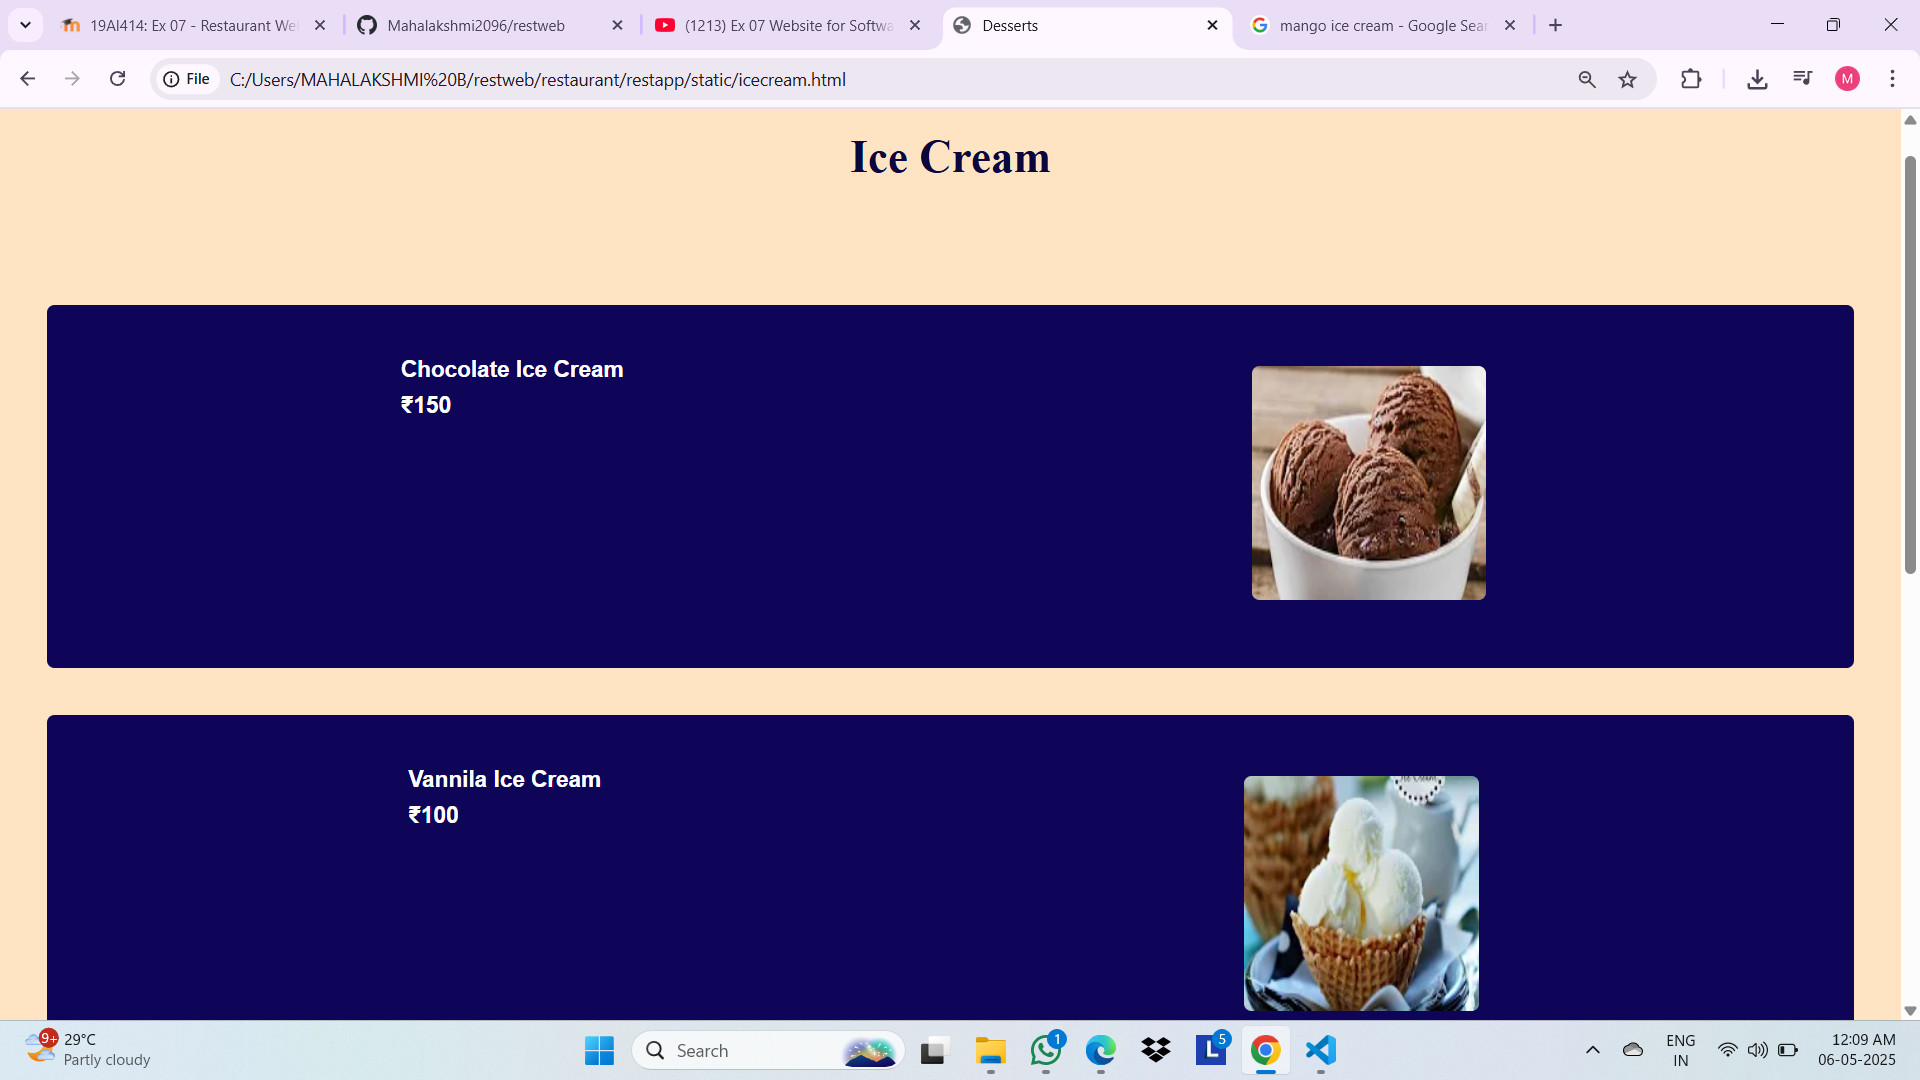 19AI414: Ex 07 - Restaurant We
Mahalakshmi2096/restweb
(1213) Ex 07 Website for Softwa
Desserts
mango ice cream - Google Sear
File
C:/Users/MAHALAKSHMI%20B/restweb/restaurant/restapp/static/icecream.html
M
Ice Cream
Chocolate Ice Cream
₹150
Vannila Ice Cream
₹100
9+
29°C
Partly cloudy
Search
1
L
5
ENG
IN
12:09 AM
06-05-2025